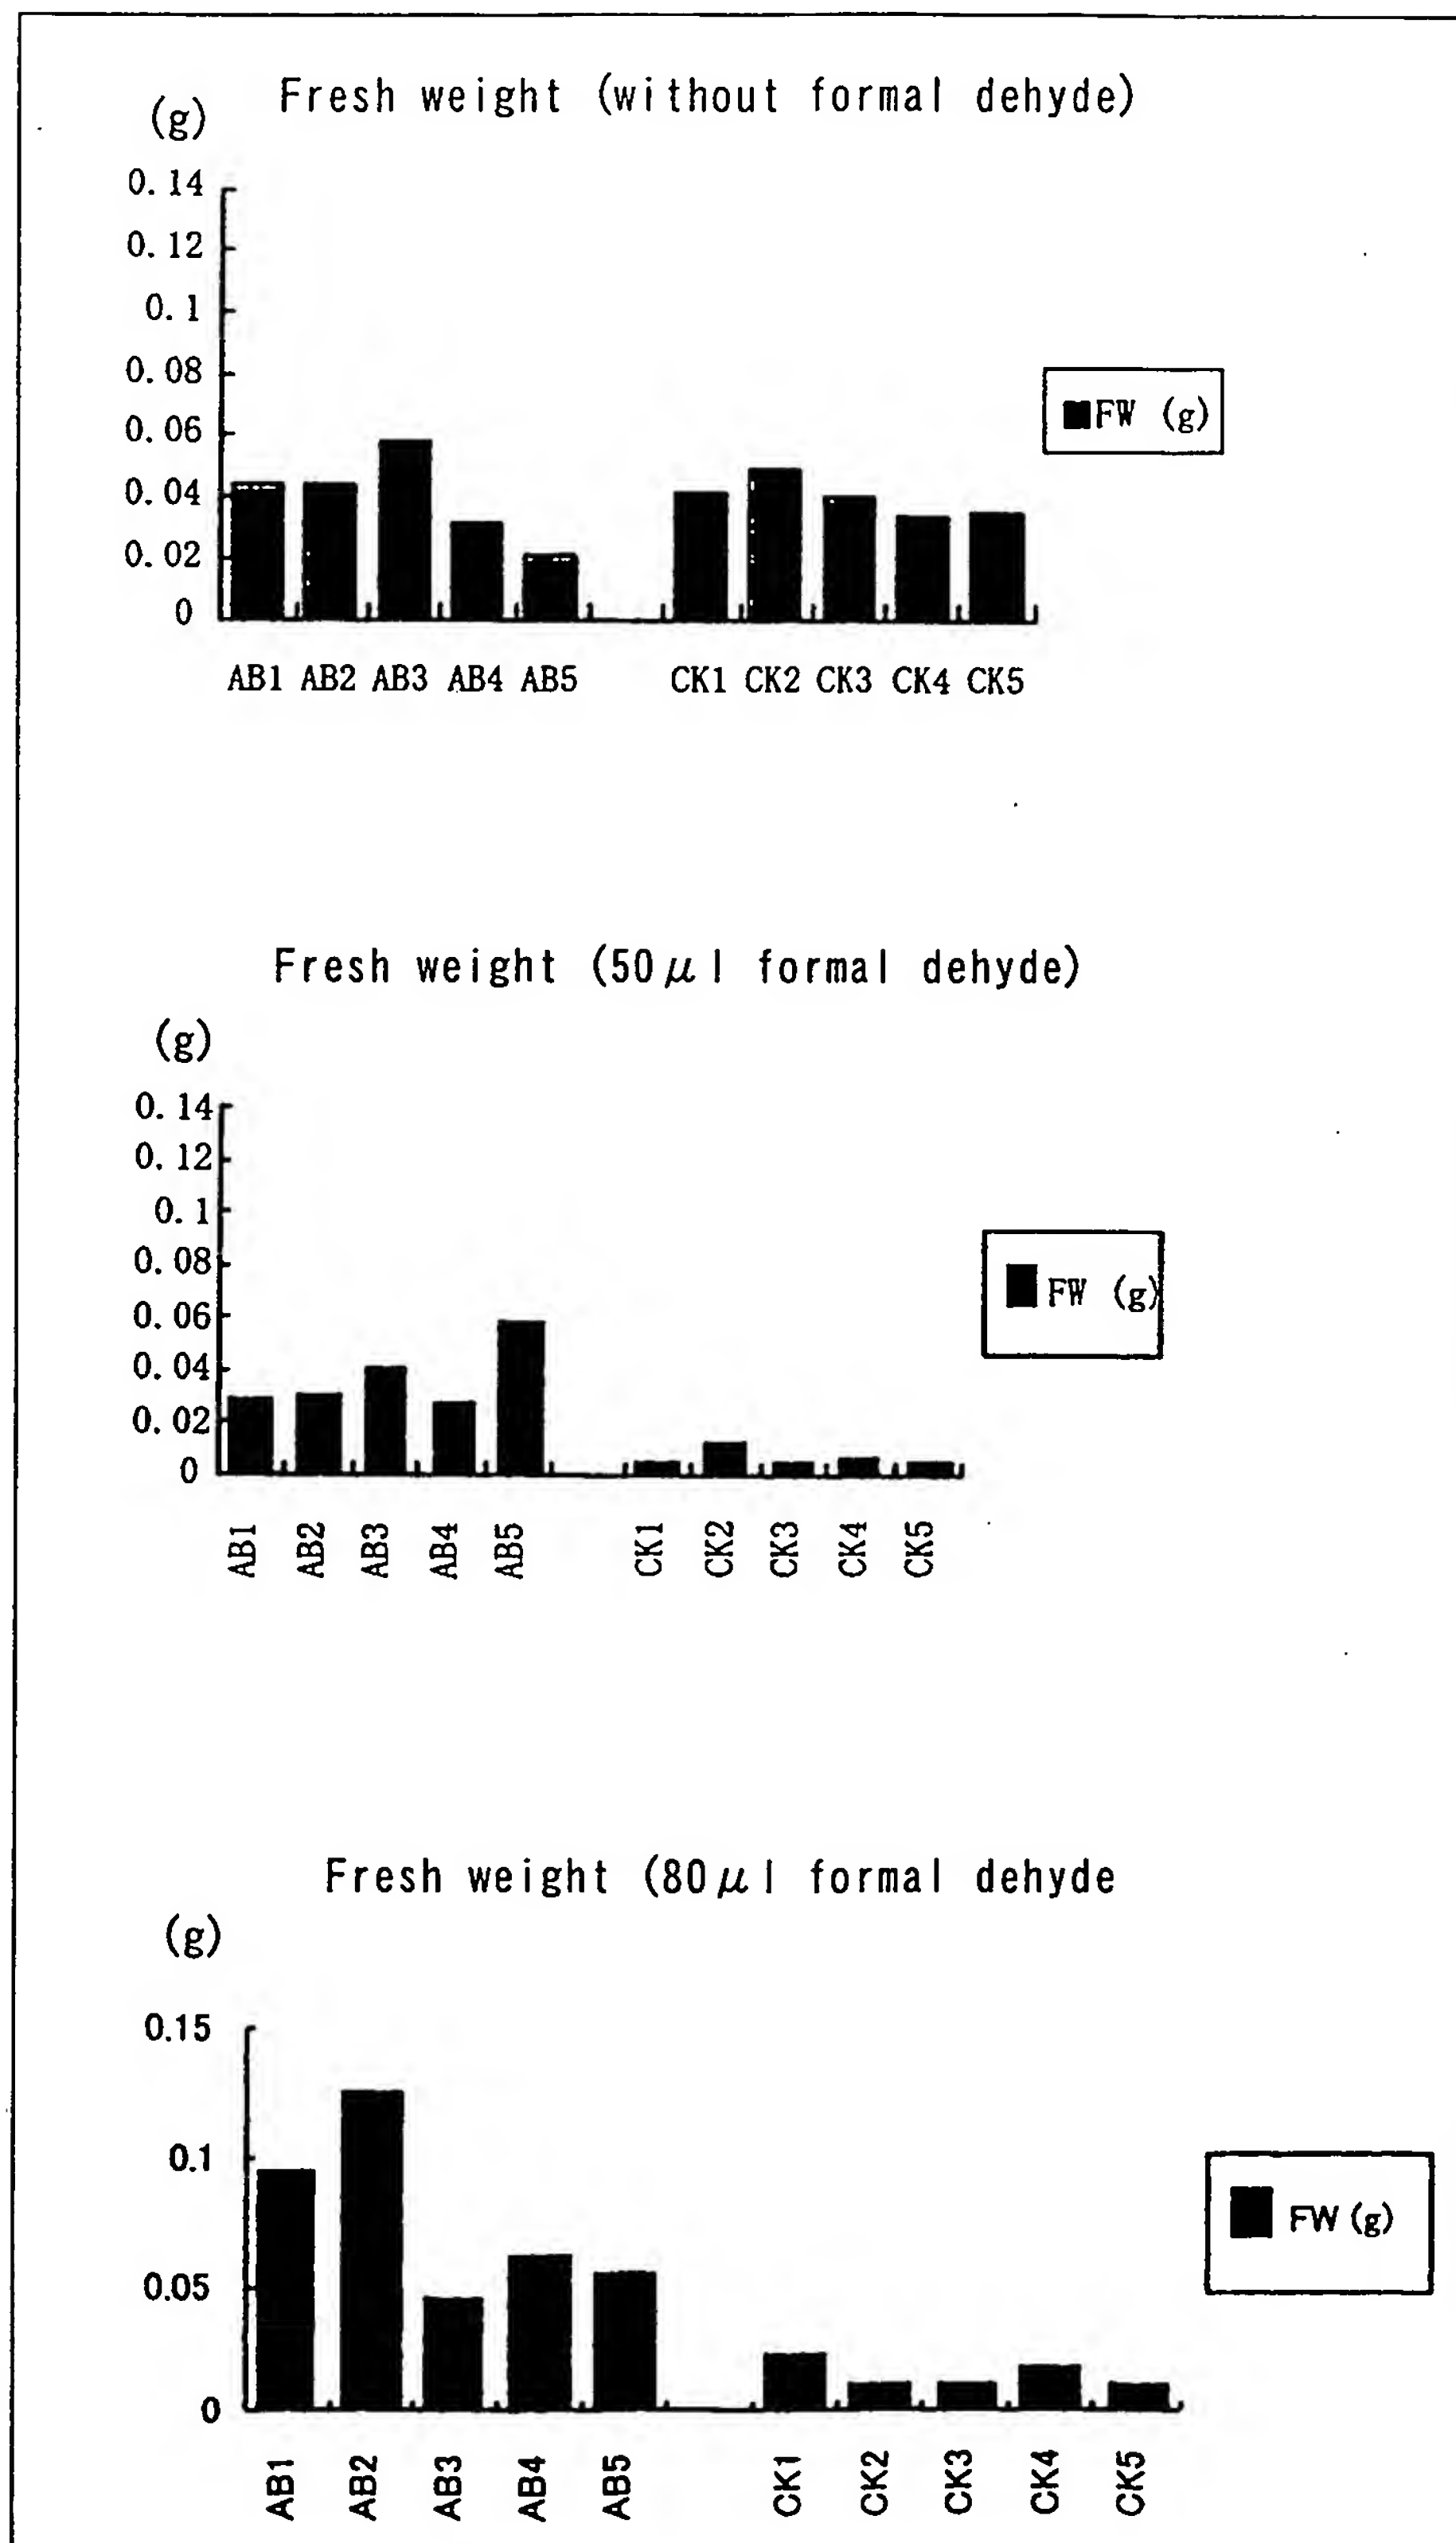 Fresh weight (without formal dehyde)
(g)
0.14
0.12
0.1
0.08
0.06
0.04
0.02
0
FW (g)
AB1 AB2 AB3 AB4 AB5 CK1 CK2 CK3 CK4 CK5
Fresh weight (50μl formal dehyde)
(g)
0.14
0.12
0.1
0.08
0.06
0.04
0.02
0
FW (g)
AB1 AB2 AB3 AB4 AB5 CK1 CK2 CK3 CK4 CK5
Fresh weight (80μl formal dehyde
(g)
0.15
0.1
0.05
0
FW (g)
AB1 AB2 AB3 AB4 AB5 CK1 CK2 CK3 CK4 CK5